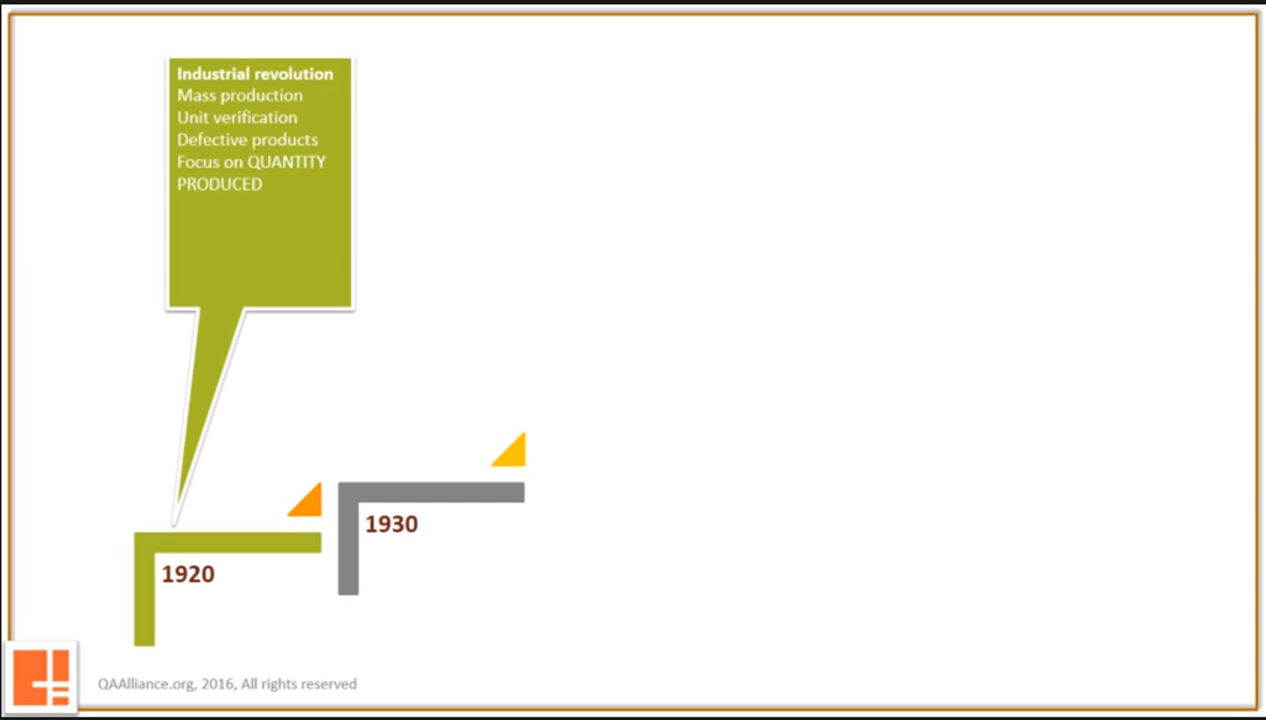 Industrial revolution
Mass production
Unit verification
Defective products
Focus on QUANTITY
PRODUCED
1930
1920
QAAlliance.org, 2016, All rights reserved